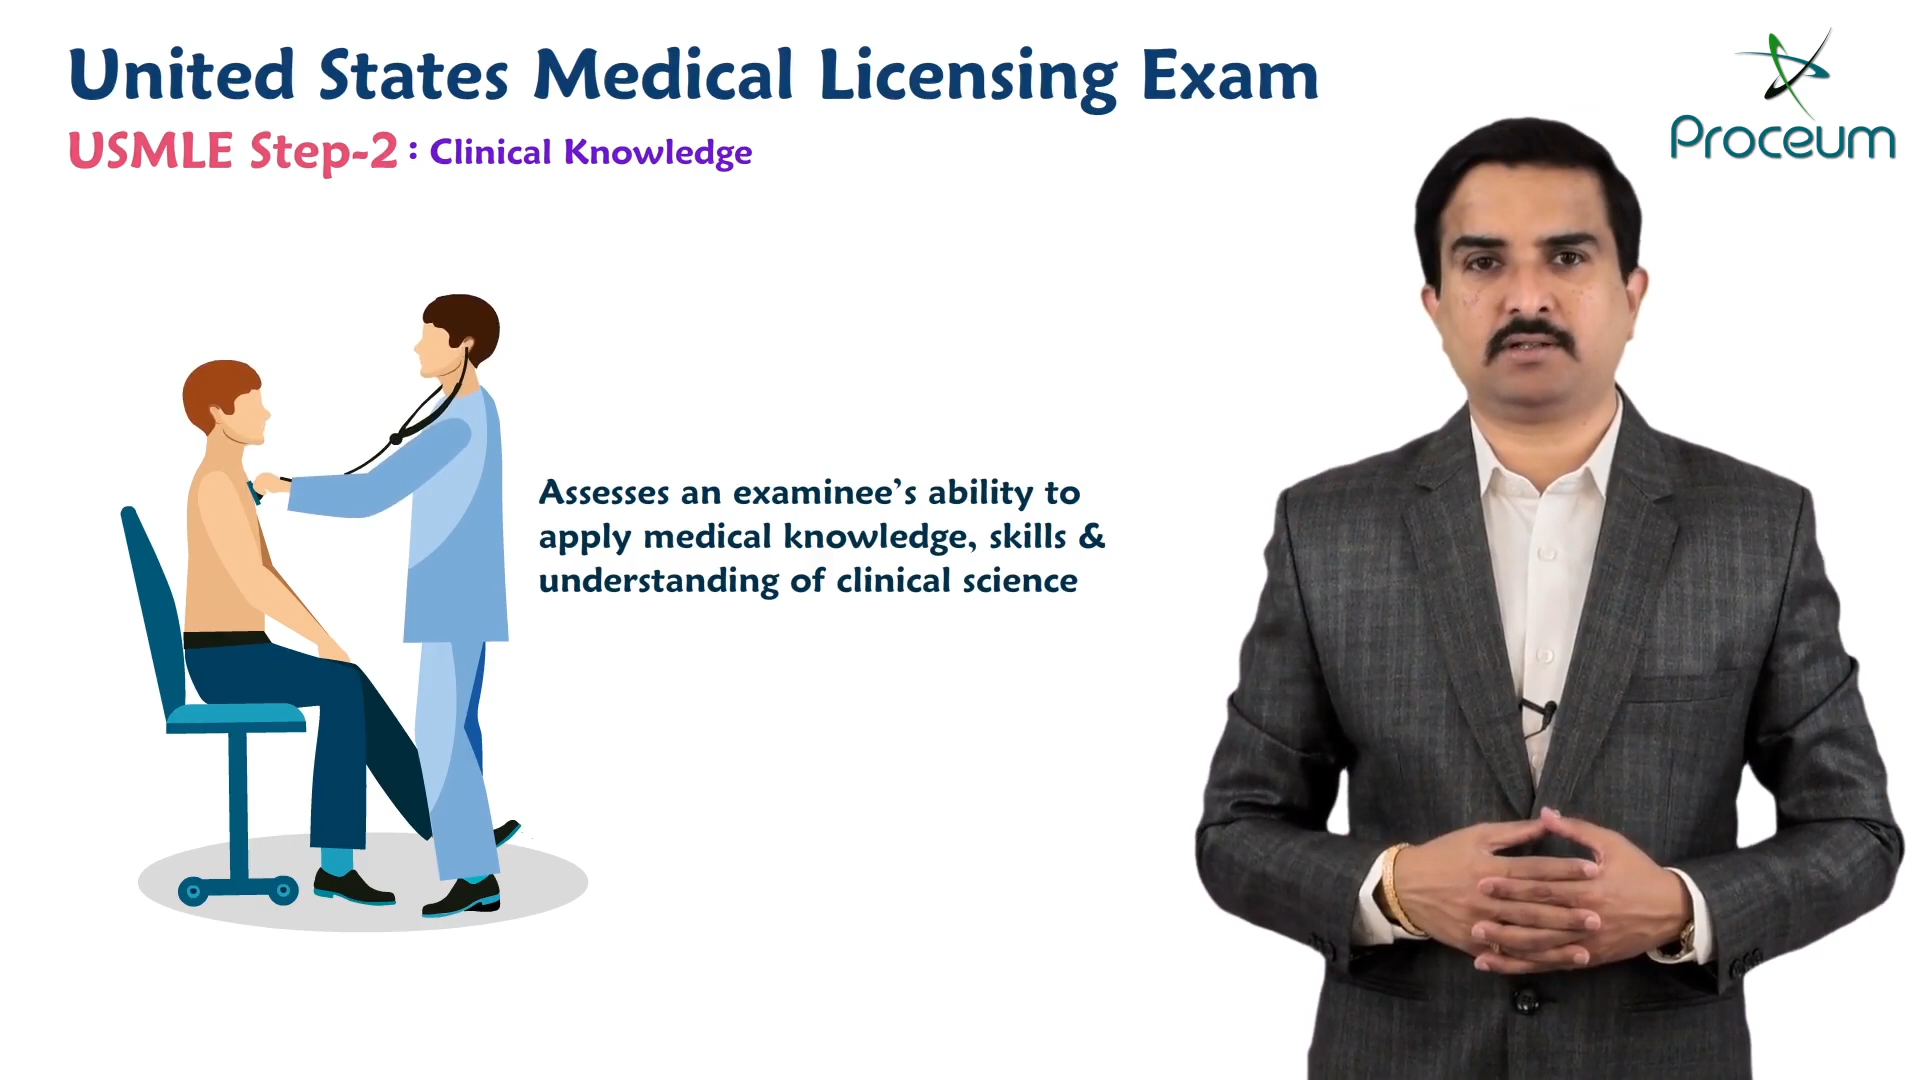 United States Medical Licensing Exam
USMLE Step-2 : Clinical Knowledge
Proceum
Assesses an examinee’s ability to
apply medical knowledge, skills &
understanding of clinical science